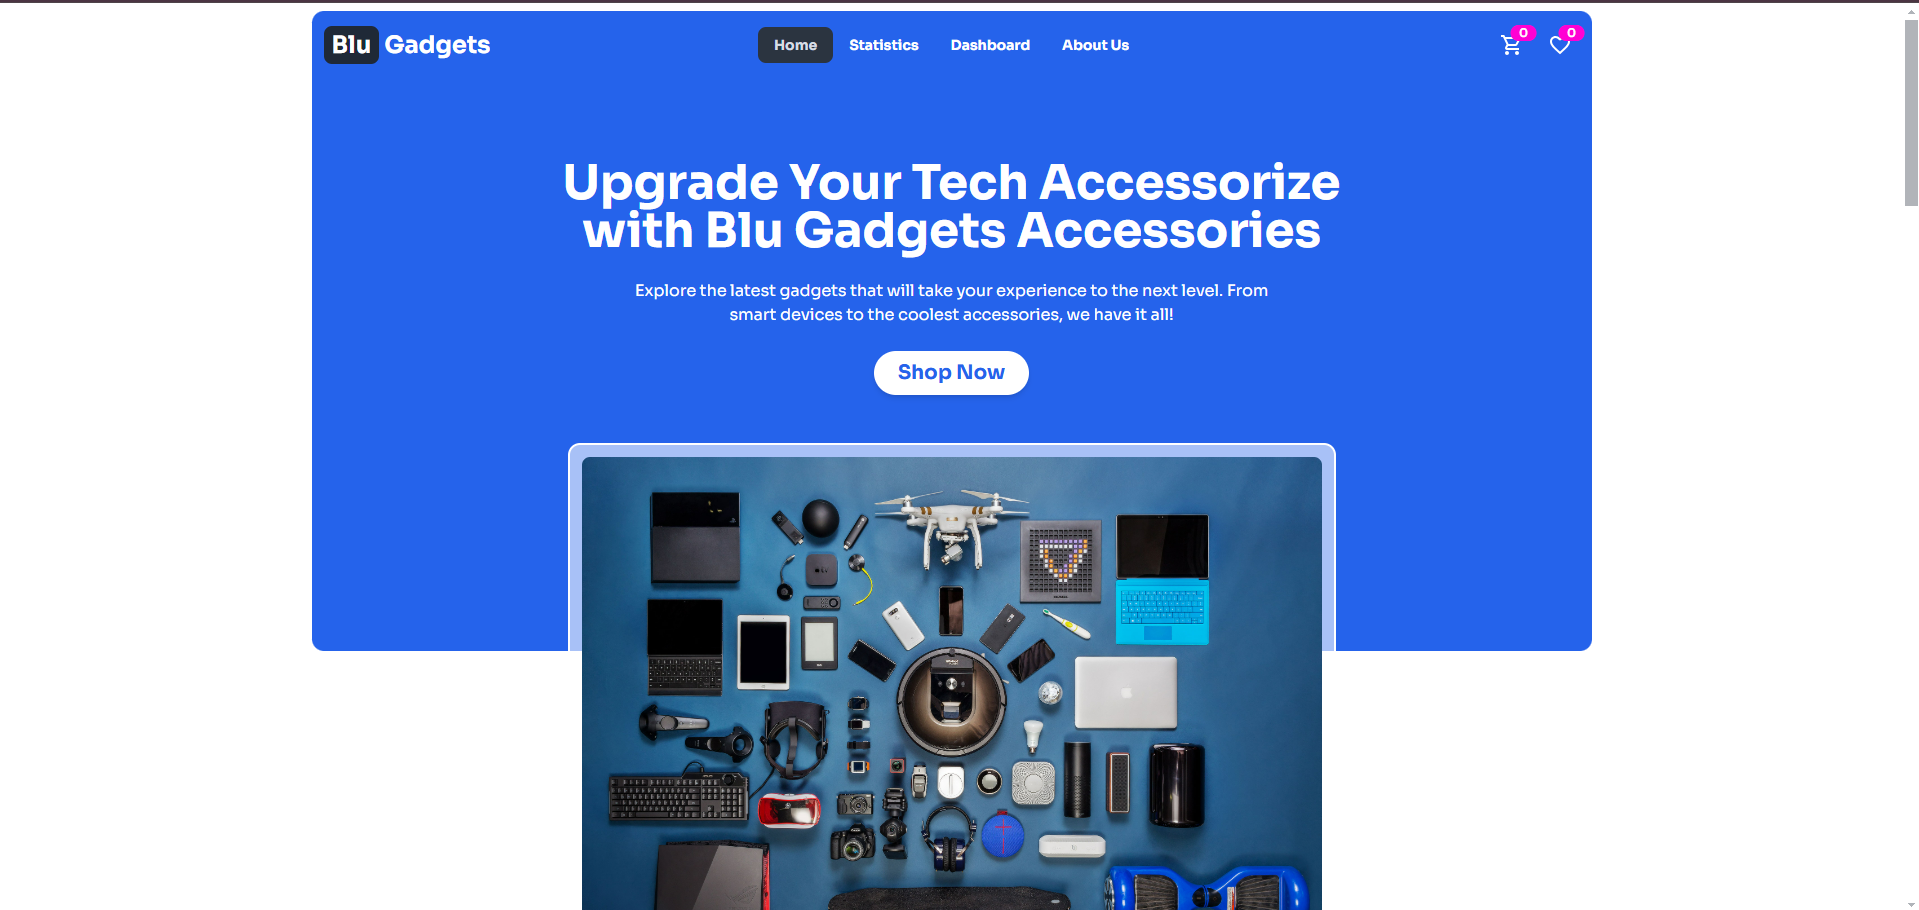 Blu Gadgets
Home
Statistics
Dashboard
About Us
0
0
Upgrade Your Tech Accessorize
with Blu Gadgets Accessories
Explore the latest gadgets that will take your experience to the next level. From
smart devices to the coolest accessories, we have it all!
Shop Now